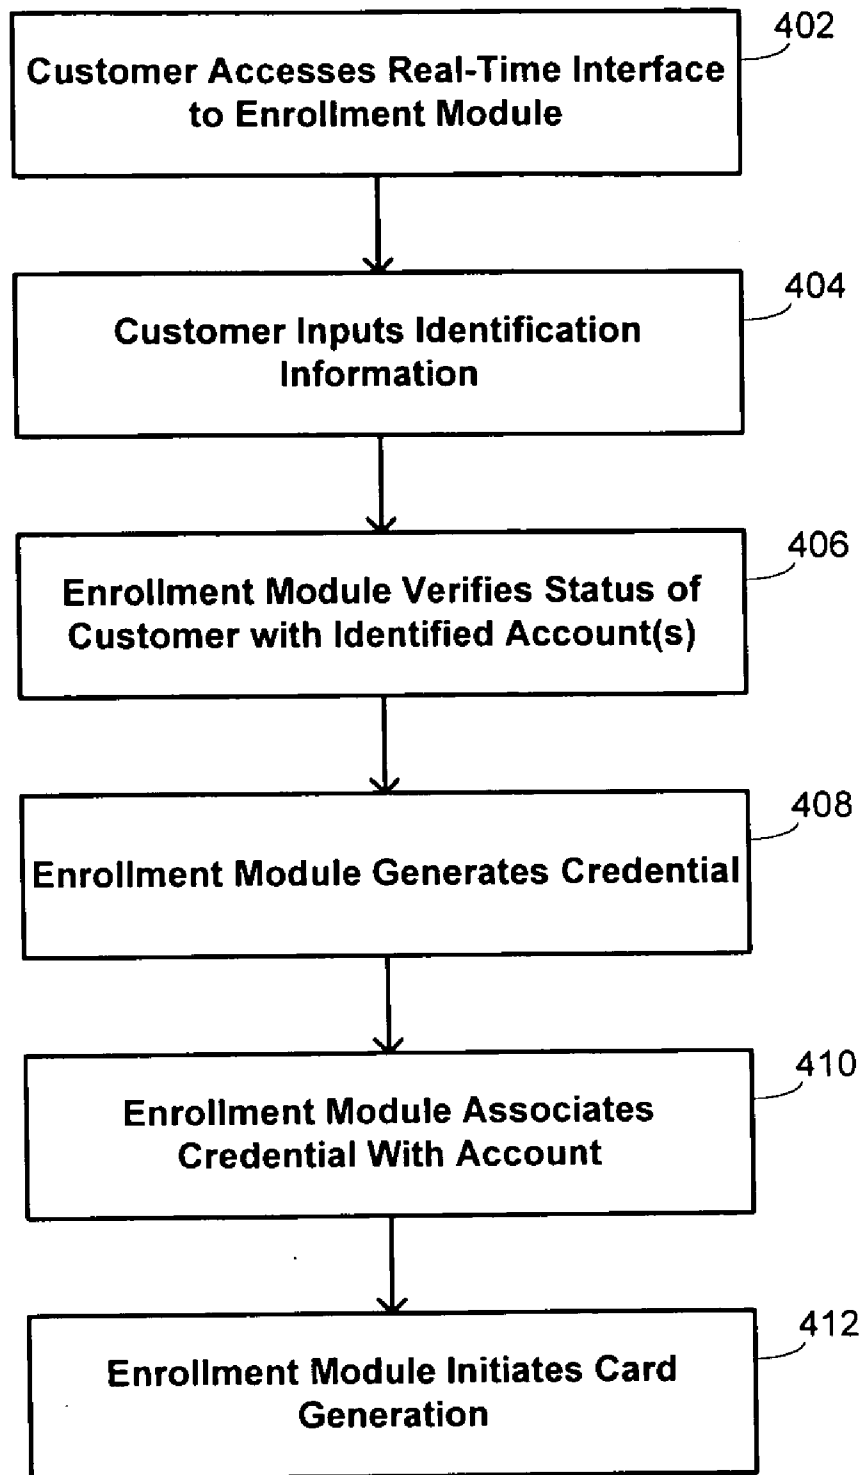 402
Customer Accesses Real-Time Interface
to Enrollment Module
404
Customer Inputs Identification
Information
406
Enrollment Module Verifies Status of
Customer with Identified Account(s)
408
Enrollment Module Generates Credential
410
Enrollment Module Associates
Credential With Account
412
Enrollment Module Initiates Card
Generation